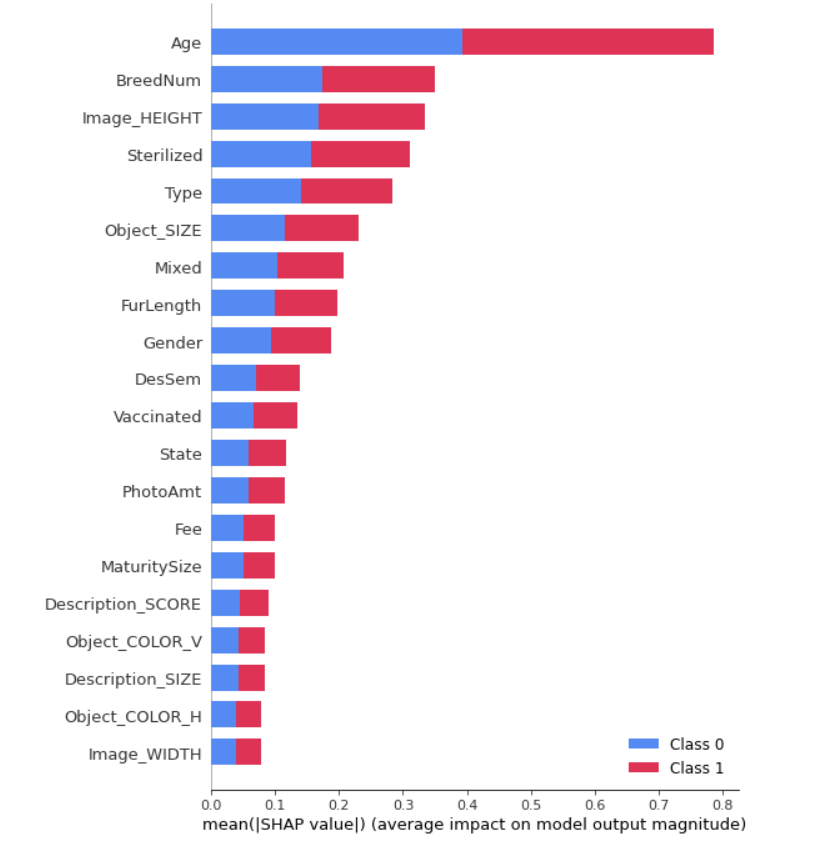 Age
BreedNum
Image_HEIGHT
Sterilized
Type
Object_SIZE
Mixed
FurLength
Gender
DesSem
Vaccinated
State
PhotoAmt
Fee
MaturitySize
Description_SCORE
Object_COLOR_V
Description_SIZE
Object_COLOR_H
Image_WIDTH
Class 0
Class 1
0.0 0.1 0.2 0.3 0.4 0.5 0.6 0.7 0.8
mean(|SHAP value|) (average impact on model output magnitude)